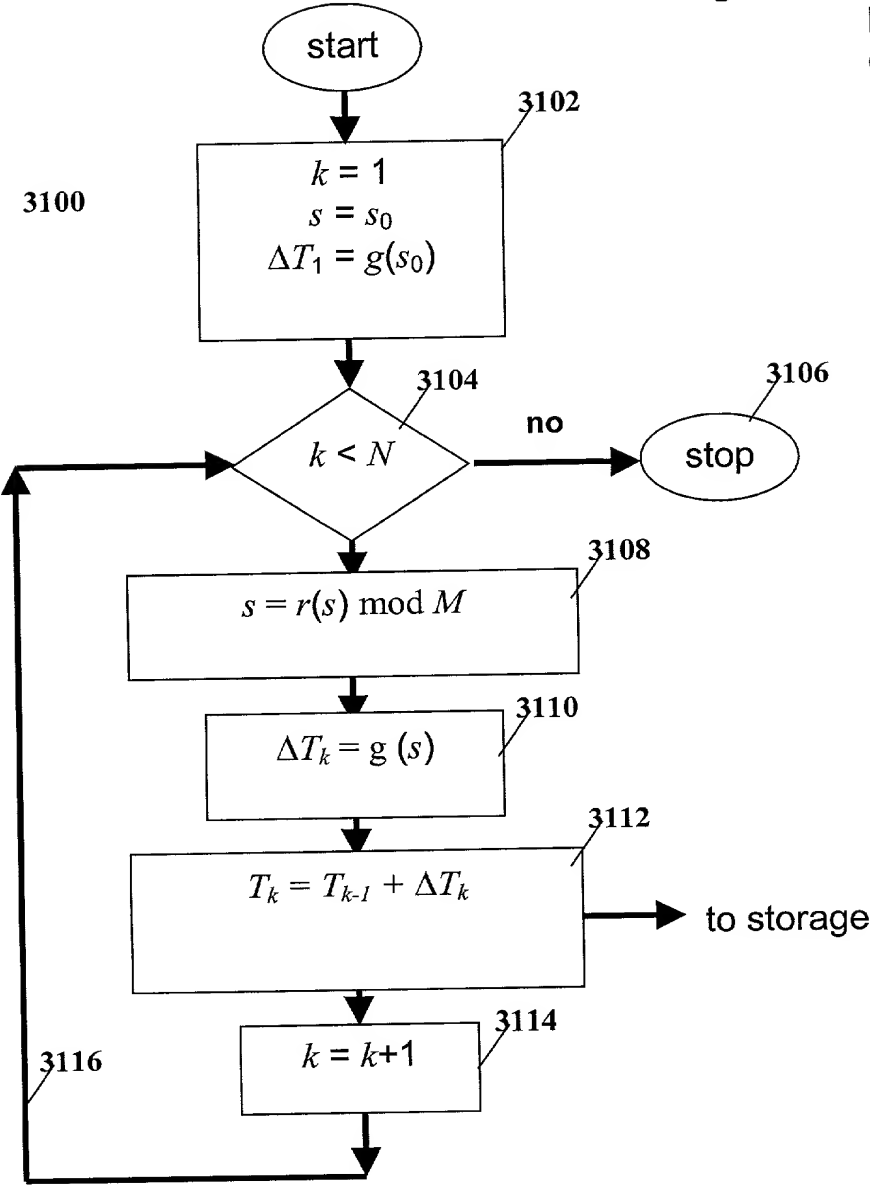 start
3102
3100
k = 1
s = s₀
ΔT₁ = g(s₀)
3104
3106
k < N
no
stop
3108
s = r(s) mod M
3110
ΔTₖ = g (s)
3112
Tₖ = Tₖ₋₁ + ΔTₖ
to storage
3114
k = k+1
3116